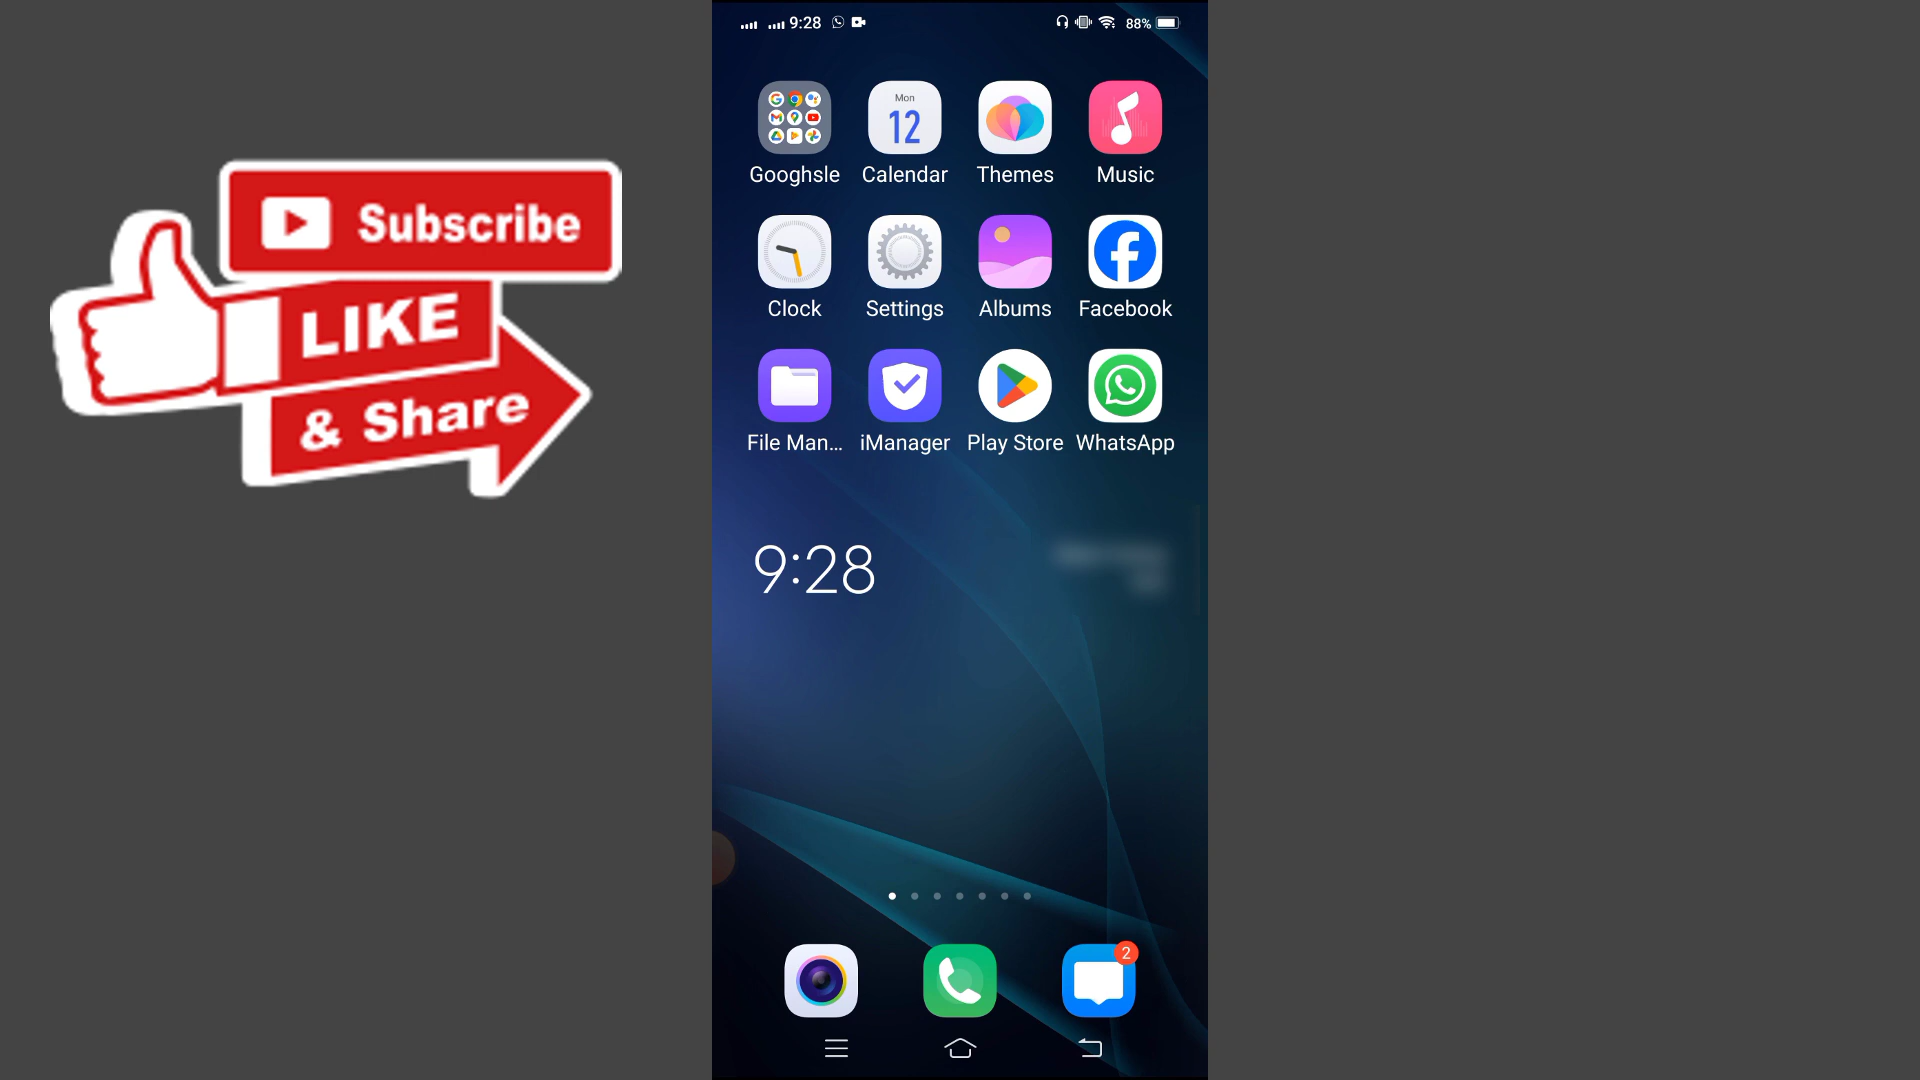 9:28
88%
Subscribe
LIKE
& Share
Mon
12
Googhsle
Calendar
Themes
Music
Clock
Settings
Albums
Facebook
File Man...
iManager
Play Store
WhatsApp
9:28
2